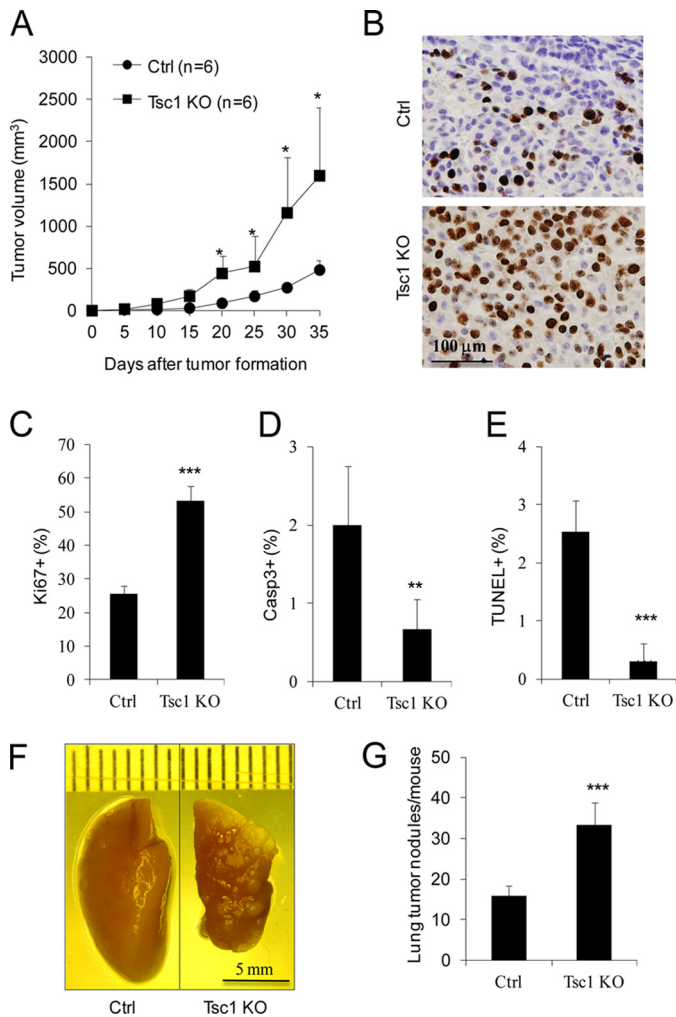 A
Tumor volume (mm³)
3000
2500
2000
1500
1000
500
0
Ctrl (n=6)
Tsc1 KO (n=6)
* * * *
0 5 10 15 20 25 30 35
Days after tumor formation
B
Ctrl
Tsc1 KO
100 µm
C
Ki67+ (%)
70
60
50
40
30
20
10
0
***
Ctrl Tsc1 KO
D
Casp3+ (%)
3
2
1
0
**
Ctrl Tsc1 KO
E
TUNEL+ (%)
4
3
2
1
0
***
Ctrl Tsc1 KO
F
5 mm
Ctrl Tsc1 KO
G
Lung tumor nodules/mouse
50
40
30
20
10
0
***
Ctrl Tsc1 KO